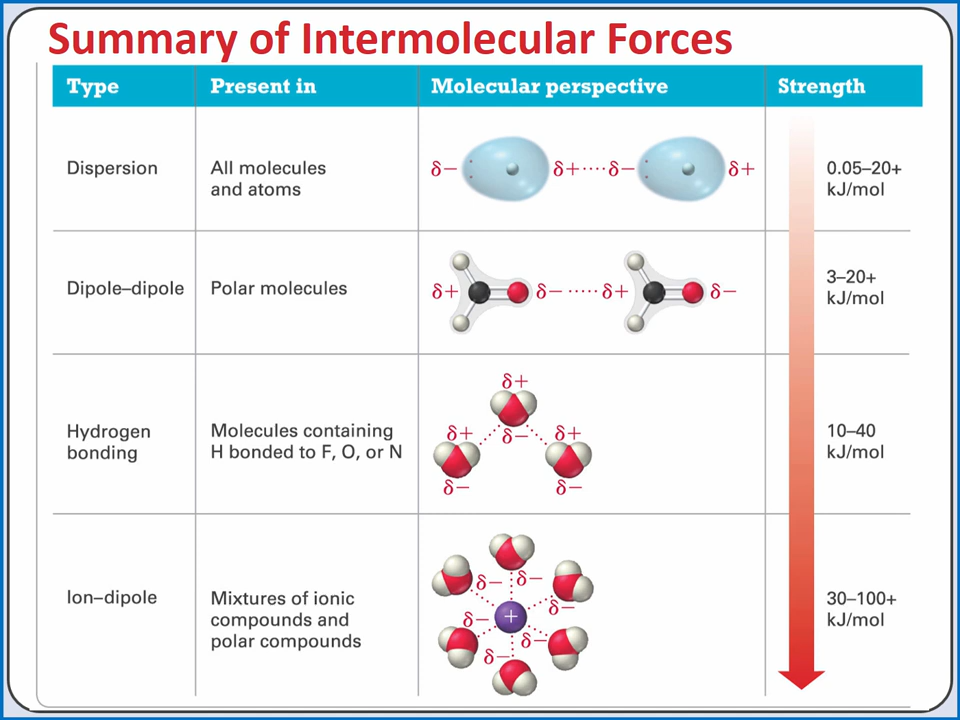 Summary of Intermolecular Forces
Type Present in Molecular perspective Strength
Dispersion
All molecules
and atoms
δ− δ+ ···· δ− δ+
0.05–20+
kJ/mol
Dipole–dipole
Polar molecules
δ+ δ− ····· δ+ δ−
3–20+
kJ/mol
Hydrogen
bonding
Molecules containing
H bonded to F, O, or N
δ+
δ+ δ− δ+
δ− δ−
10–40
kJ/mol
Ion–dipole
Mixtures of ionic
compounds and
polar compounds
δ− δ−
δ−
δ− +
δ−
δ−
30–100+
kJ/mol